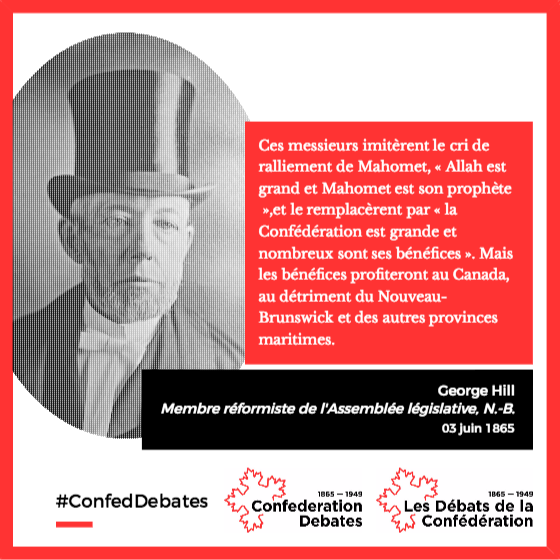 Ces messieurs imitèrent le cri de
ralliement de Mahomet, « Allah est
grand et Mahomet est son prophète
»,et le remplacèrent par « la
Confédération est grande et
nombreux sont ses bénéfices ». Mais
les bénéfices profiteront au Canada,
au détriment du Nouveau-
Brunswick et des autres provinces
maritimes.
George Hill
Membre réformiste de l'Assemblée législative, N.-B.
03 juin 1865
#ConfedDebates
1865 — 1949
Confederation
Debates
1865 — 1949
Les Débats de la
Confédération